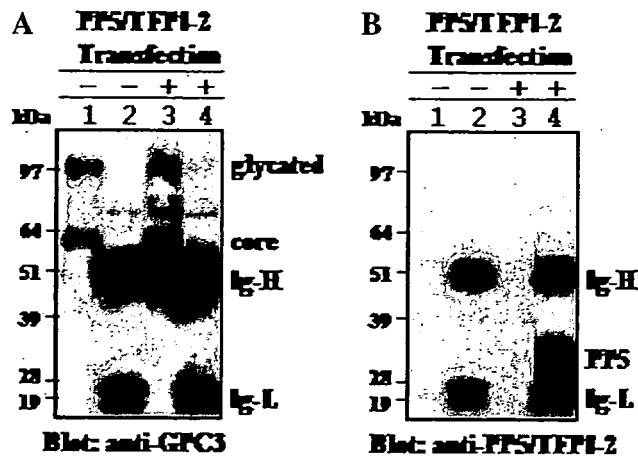 A PP5/TFPI-2
Transfection
- - + +
kDa 1 2 3 4
97
64
51
39
28
19
glycated
core
Ig-H
Ig-L
Blot: anti-GPC3
B PP5/TFPI-2
Transfection
- - + +
kDa 1 2 3 4
97
64
51
39
28
19
Ig-H
PP5
Ig-L
Blot: anti-PP5/TFPI-2